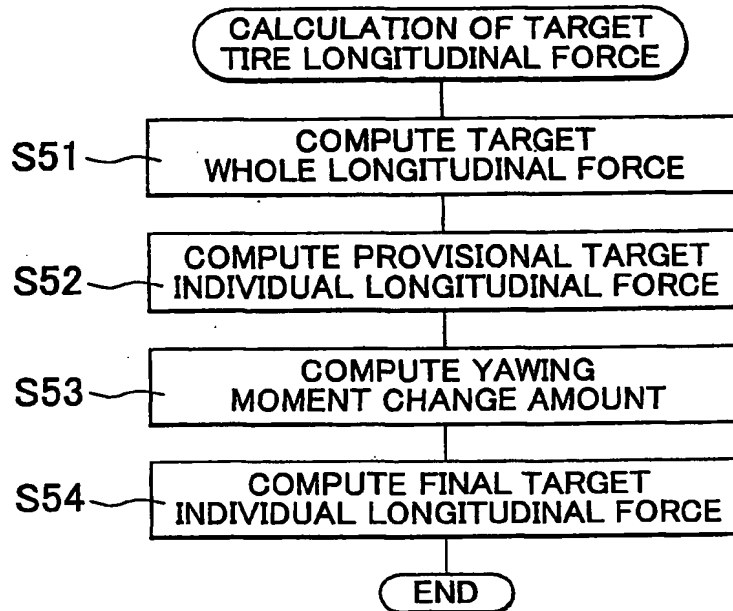 CALCULATION OF TARGET
TIRE LONGITUDINAL FORCE
S51
COMPUTE TARGET
WHOLE LONGITUDINAL FORCE
S52
COMPUTE PROVISIONAL TARGET
INDIVIDUAL LONGITUDINAL FORCE
S53
COMPUTE YAWING
MOMENT CHANGE AMOUNT
S54
COMPUTE FINAL TARGET
INDIVIDUAL LONGITUDINAL FORCE
END